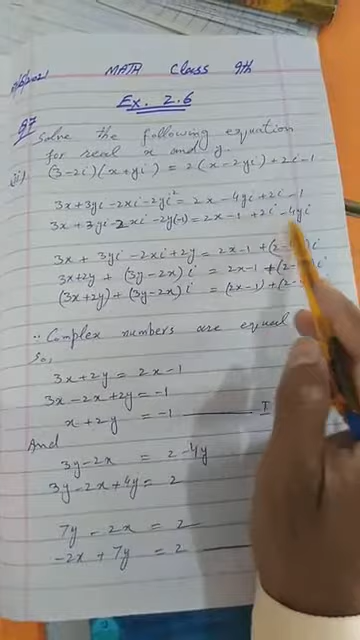 MATH Class 9th
Ex. 2.6
Q7
Solve the following equation
for real x and y.
ii) (3-2i)(x+yi) = 2(x-2yi)+2i-1
3x+3yi-2xi-2yi² = 2x-4yi+2i-1
3x+3yi-2xi-2y(-1) = 2x-1+2i-4yi
3x+3yi-2xi+2y = 2x-1+(2- i
3x+2y+(3y-2x)i = 2x-1+(2- i
(3x+2y)+(3y-2x)i = (2x-1)+(2-
∵ Complex numbers are equal
So,
3x+2y = 2x-1
3x-2x+2y = -1
x+2y = -1 — I
And
3y-2x = 2-4y
3y-2x+4y = 2
7y-2x = 2
-2x+7y = 2 —